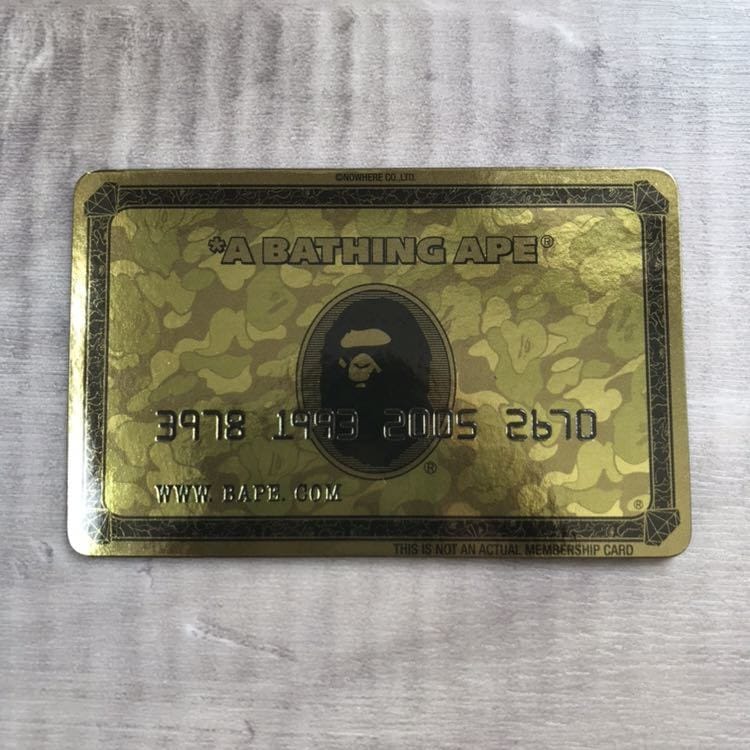 ©NOWHERE CO.,LTD.
*A BATHING APE®
3978 1993 2005 2670
®
WWW.BAPE.COM
®
THIS IS NOT AN ACTUAL MEMBERSHIP CARD